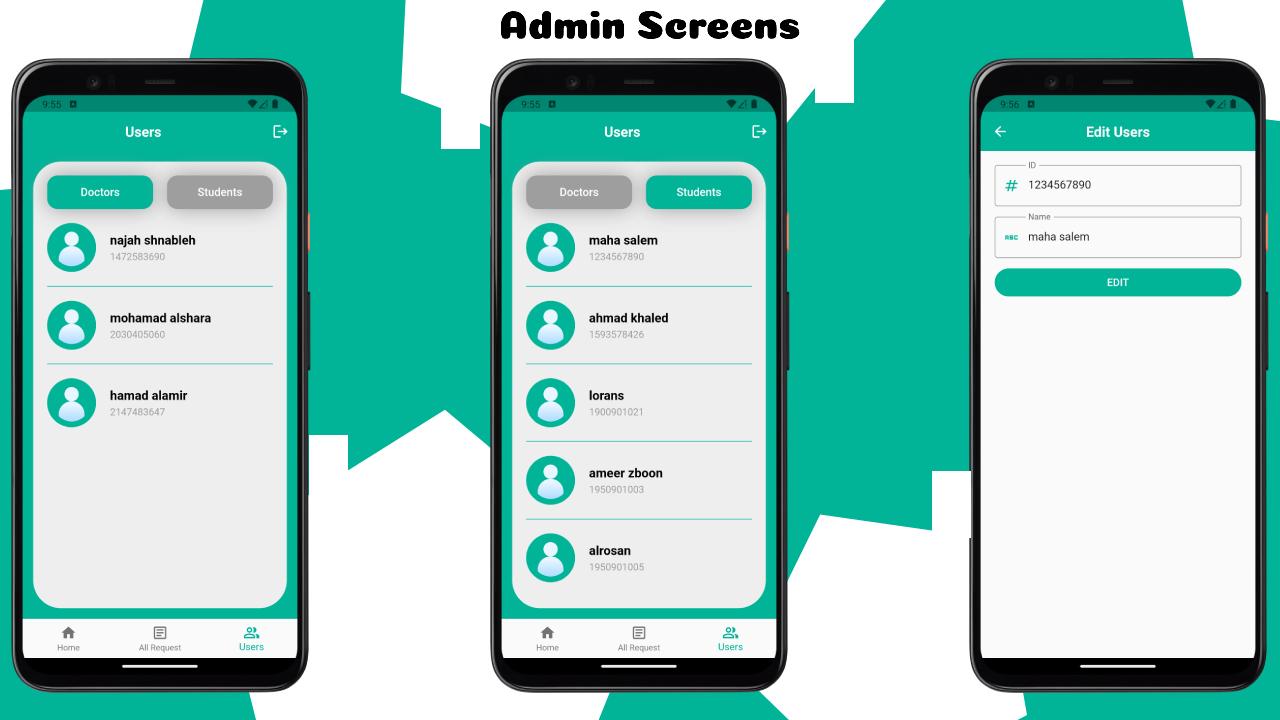 Admin Screens
9:55
Users
Doctors
Students
najah shnableh
1472583690
mohamad alshara
2030405060
hamad alamir
2147483647
Home
All Request
Users
9:55
Users
Doctors
Students
maha salem
1234567890
ahmad khaled
1593578426
lorans
1900901021
ameer zboon
1950901003
alrosan
1950901005
Home
All Request
Users
9:56
Edit Users
ID
# 1234567890
Name
ABC maha salem
EDIT